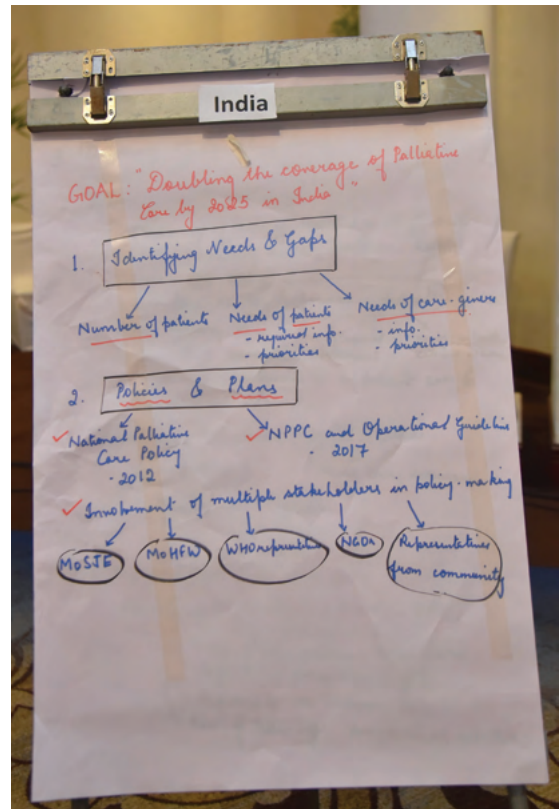 India
GOAL: "Doubling the coverage of Palliative
Care by 2025 in India"
1. Identifying Needs & Gaps
Number of patients
Needs of patients
- required info.
- priorities
Needs of care-givers
- info.
- priorities
2. Policies & Plans
✓ National Palliative
Care Policy
- 2012
✓ NPPC and Operational Guideline
- 2017
✓ Involvement of multiple stakeholders in policy-making
MoSJE
MoHFW
WHO
NGOs
Representatives
from community